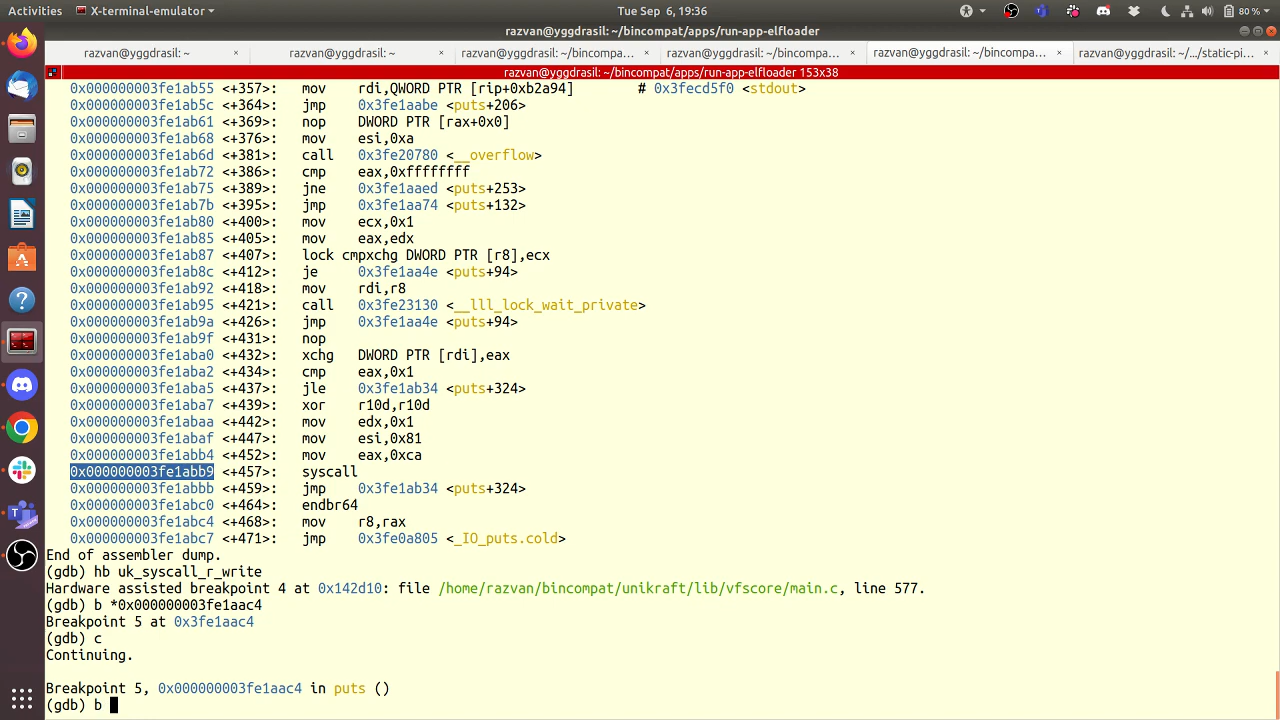 Activities
X-terminal-emulator
Tue Sep 6, 19:36
80 %
razvan@yggdrasil: ~/bincompat/apps/run-app-elfloader
razvan@yggdrasil: ~
razvan@yggdrasil: ~
razvan@yggdrasil: ~/bincompa...
razvan@yggdrasil: ~/bincompa...
razvan@yggdrasil: ~/bincompa...
razvan@yggdrasil: ~/.../static-pi...
razvan@yggdrasil: ~/bincompat/apps/run-app-elfloader 153x38
0x000000003fe1ab55 <+357>: mov rdi,QWORD PTR [rip+0xb2a94] # 0x3fecd5f0 <stdout>
0x000000003fe1ab5c <+364>: jmp 0x3fe1aabe <puts+206>
0x000000003fe1ab61 <+369>: nop DWORD PTR [rax+0x0]
0x000000003fe1ab68 <+376>: mov esi,0xa
0x000000003fe1ab6d <+381>: call 0x3fe20780 <__overflow>
0x000000003fe1ab72 <+386>: cmp eax,0xffffffff
0x000000003fe1ab75 <+389>: jne 0x3fe1aaed <puts+253>
0x000000003fe1ab7b <+395>: jmp 0x3fe1aa74 <puts+132>
0x000000003fe1ab80 <+400>: mov ecx,0x1
0x000000003fe1ab85 <+405>: mov eax,edx
0x000000003fe1ab87 <+407>: lock cmpxchg DWORD PTR [r8],ecx
0x000000003fe1ab8c <+412>: je 0x3fe1aa4e <puts+94>
0x000000003fe1ab92 <+418>: mov rdi,r8
0x000000003fe1ab95 <+421>: call 0x3fe23130 <__lll_lock_wait_private>
0x000000003fe1ab9a <+426>: jmp 0x3fe1aa4e <puts+94>
0x000000003fe1ab9f <+431>: nop
0x000000003fe1aba0 <+432>: xchg DWORD PTR [rdi],eax
0x000000003fe1aba2 <+434>: cmp eax,0x1
0x000000003fe1aba5 <+437>: jle 0x3fe1ab34 <puts+324>
0x000000003fe1aba7 <+439>: xor r10d,r10d
0x000000003fe1abaa <+442>: mov edx,0x1
0x000000003fe1abaf <+447>: mov esi,0x81
0x000000003fe1abb4 <+452>: mov eax,0xca
0x000000003fe1abb9 <+457>: syscall
0x000000003fe1abbb <+459>: jmp 0x3fe1ab34 <puts+324>
0x000000003fe1abc0 <+464>: endbr64
0x000000003fe1abc4 <+468>: mov r8,rax
0x000000003fe1abc7 <+471>: jmp 0x3fe0a805 <_IO_puts.cold>
End of assembler dump.
(gdb) hb uk_syscall_r_write
Hardware assisted breakpoint 4 at 0x142d10: file /home/razvan/bincompat/unikraft/lib/vfscore/main.c, line 577.
(gdb) b *0x000000003fe1aac4
Breakpoint 5 at 0x3fe1aac4
(gdb) c
Continuing.
Breakpoint 5, 0x000000003fe1aac4 in puts ()
(gdb) b